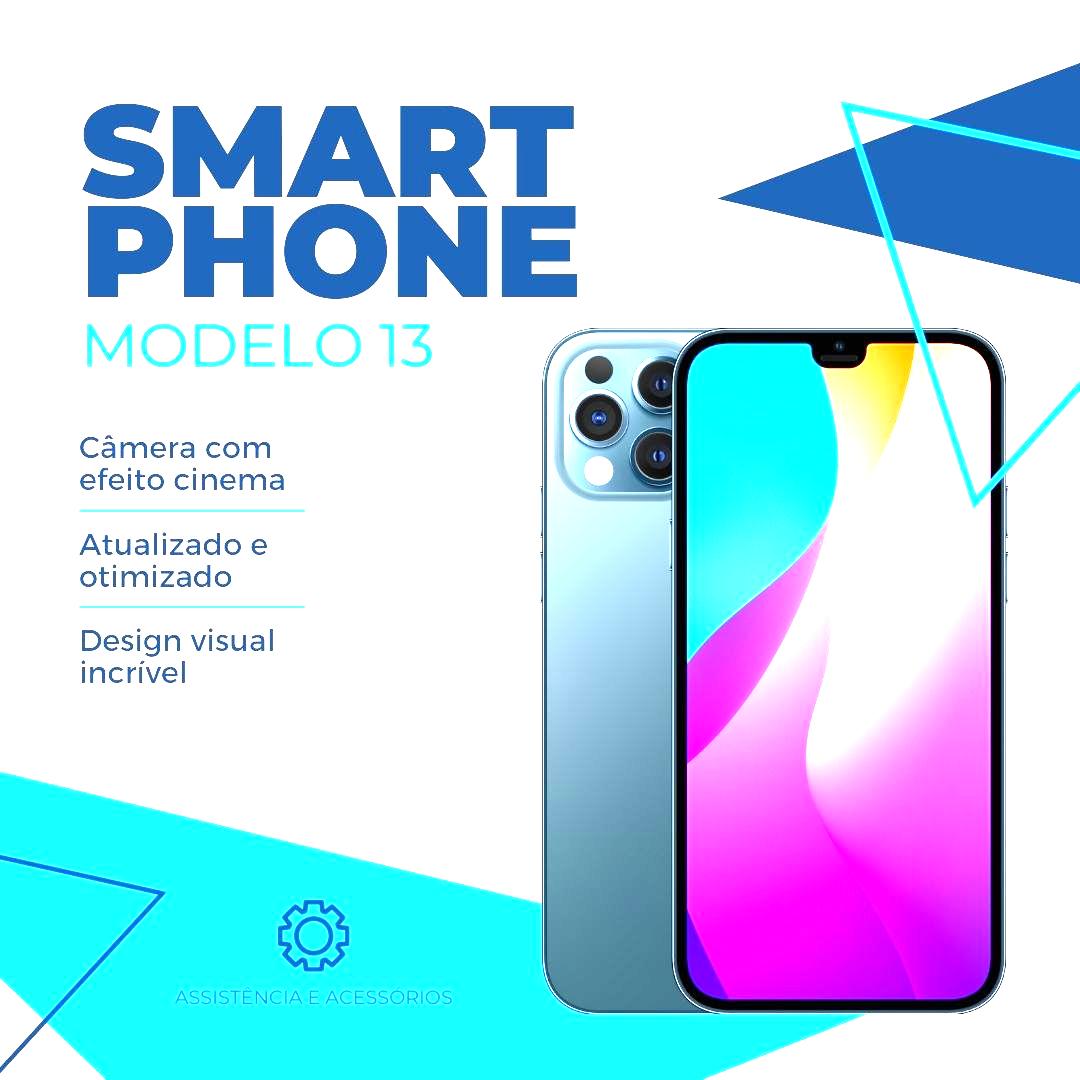 SMART
PHONE
MODELO 13
Câmera com
efeito cinema
Atualizado e
otimizado
Design visual
incrível
ASSISTÊNCIA E ACESSÓRIOS